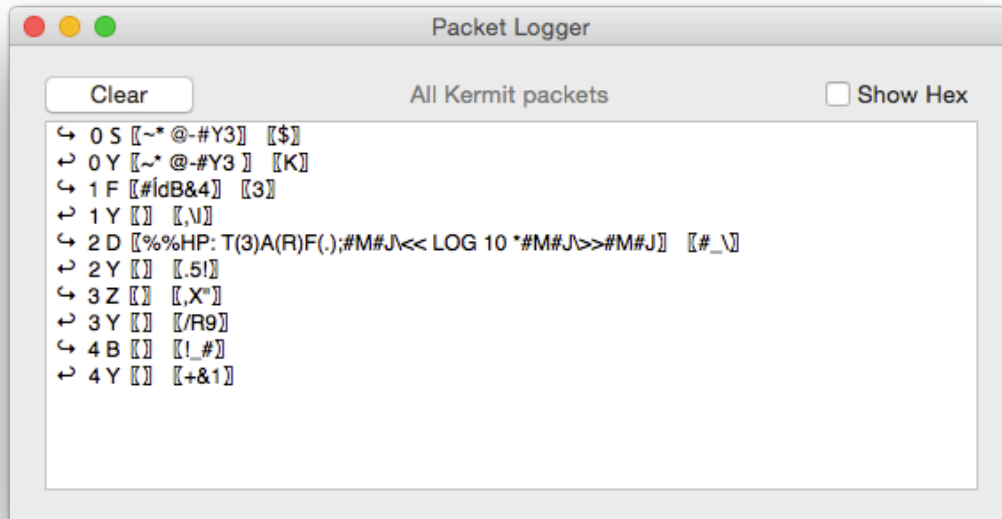 Packet Logger
Clear All Kermit packets Show Hex
↪ 0 S 〚~* @-#Y3〛 〚$〛
↩ 0 Y 〚~* @-#Y3 〛 〚K〛
↪ 1 F 〚#ÍdB&4〛 〚3〛
↩ 1 Y 〚〛 〚,\I〛
↪ 2 D 〚%%HP: T(3)A(R)F(.);#M#J\<< LOG 10 *#M#J\>>#M#J〛 〚#_\〛
↩ 2 Y 〚〛 〚.5!〛
↪ 3 Z 〚〛 〚,X"〛
↩ 3 Y 〚〛 〚/R9〛
↪ 4 B 〚〛 〚!_#〛
↩ 4 Y 〚〛 〚+&1〛